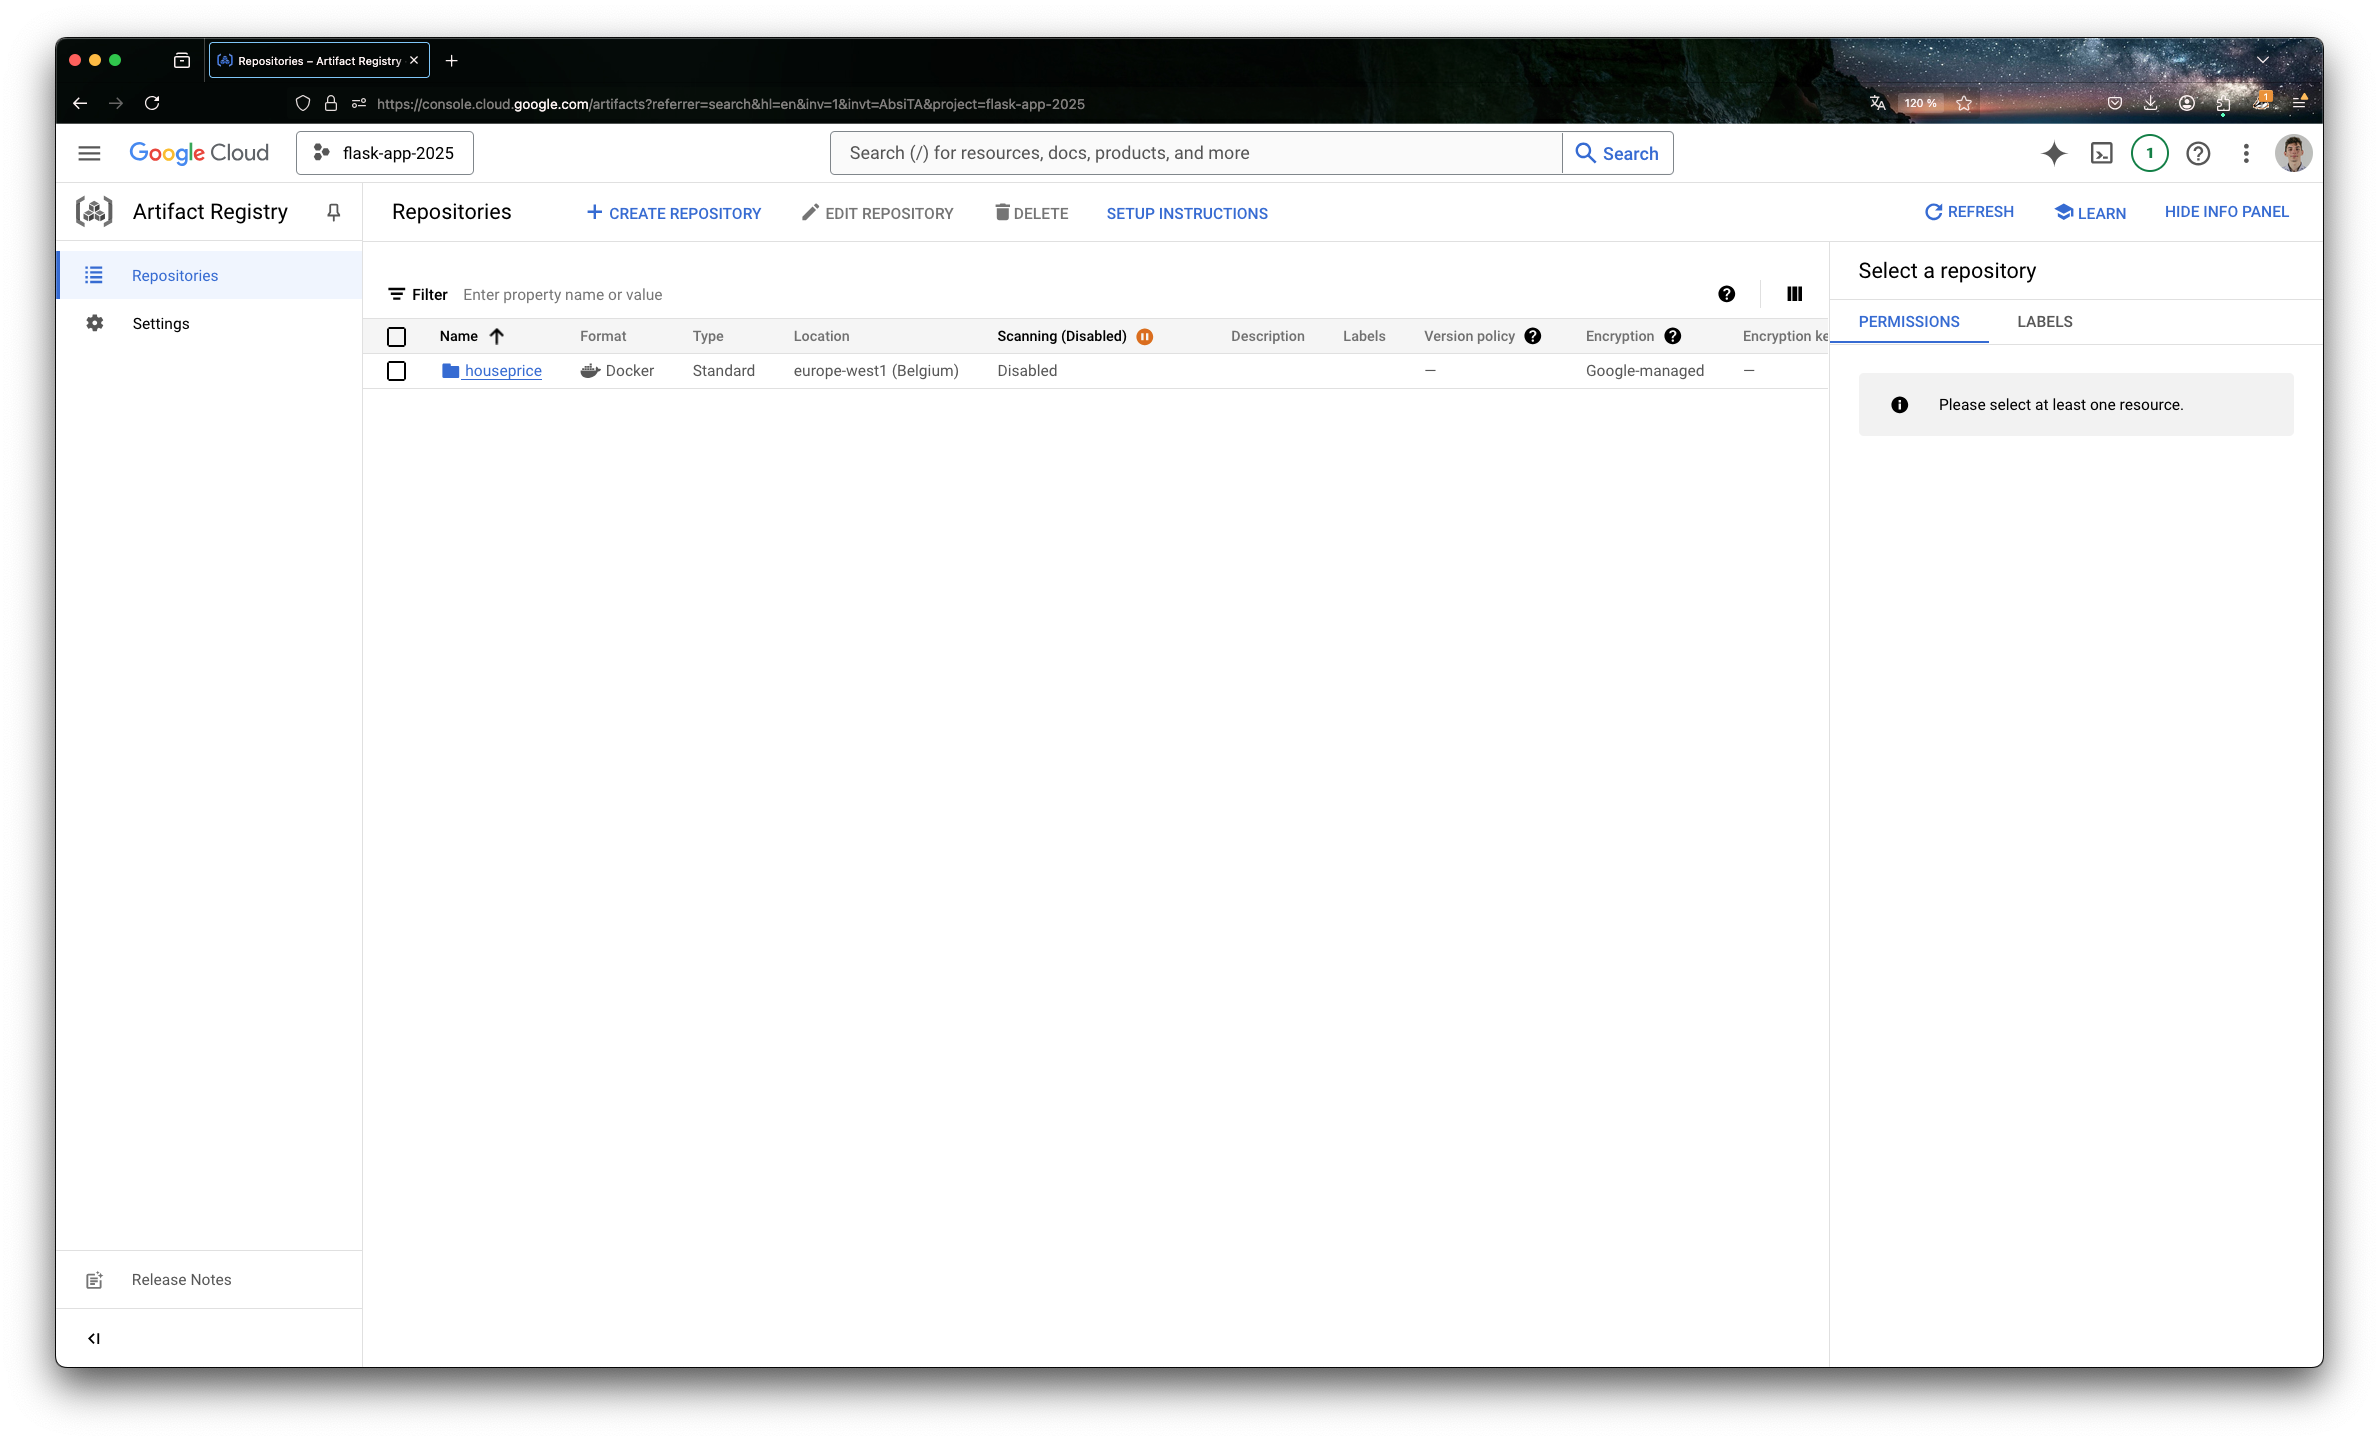 Repositories – Artifact Registry
https://console.cloud.google.com/artifacts?referrer=search&hl=en&inv=1&invt=AbsiTA&project=flask-app-2025
120 %
1
Google Cloud
flask-app-2025
Search (/) for resources, docs, products, and more
Search
1
Artifact Registry
Repositories
CREATE REPOSITORY
EDIT REPOSITORY
DELETE
SETUP INSTRUCTIONS
REFRESH
LEARN
HIDE INFO PANEL
Repositories
Settings
Filter Enter property name or value
Name Format Type Location Scanning (Disabled) Description Labels Version policy Encryption Encryption ke
houseprice Docker Standard europe-west1 (Belgium) Disabled – Google-managed –
Select a repository
PERMISSIONS LABELS
Please select at least one resource.
Release Notes